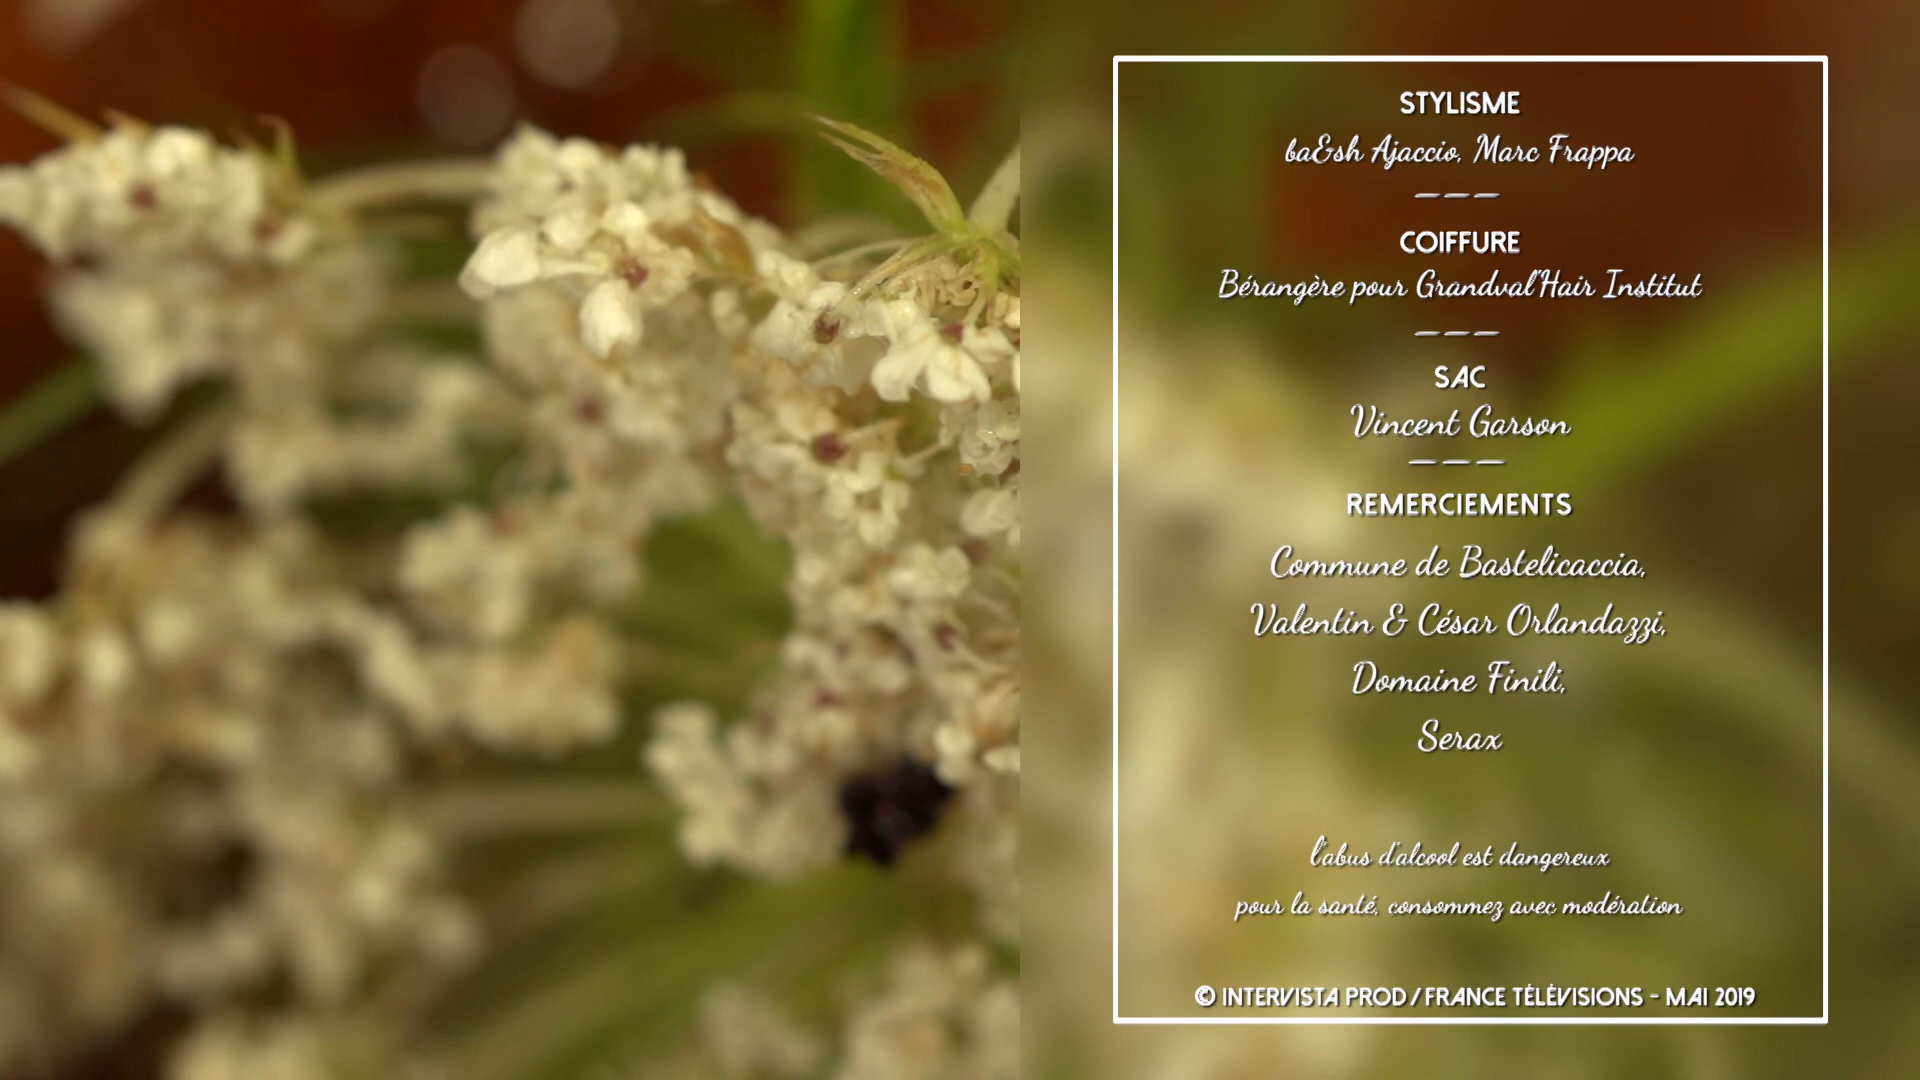 STYLISME
ba&sh Ajaccio, Marc Frappa
———
COIFFURE
Bérangère pour Grandval'Hair Institut
———
SAC
Vincent Garson
———
REMERCIEMENTS
Commune de Bastelicaccia,
Valentin & César Orlandazzi,
Domaine Finili,
Serax
l'abus d'alcool est dangereux
pour la santé, consommez avec modération
© INTERVISTA PROD / FRANCE TÉLÉVISIONS - MAI 2019